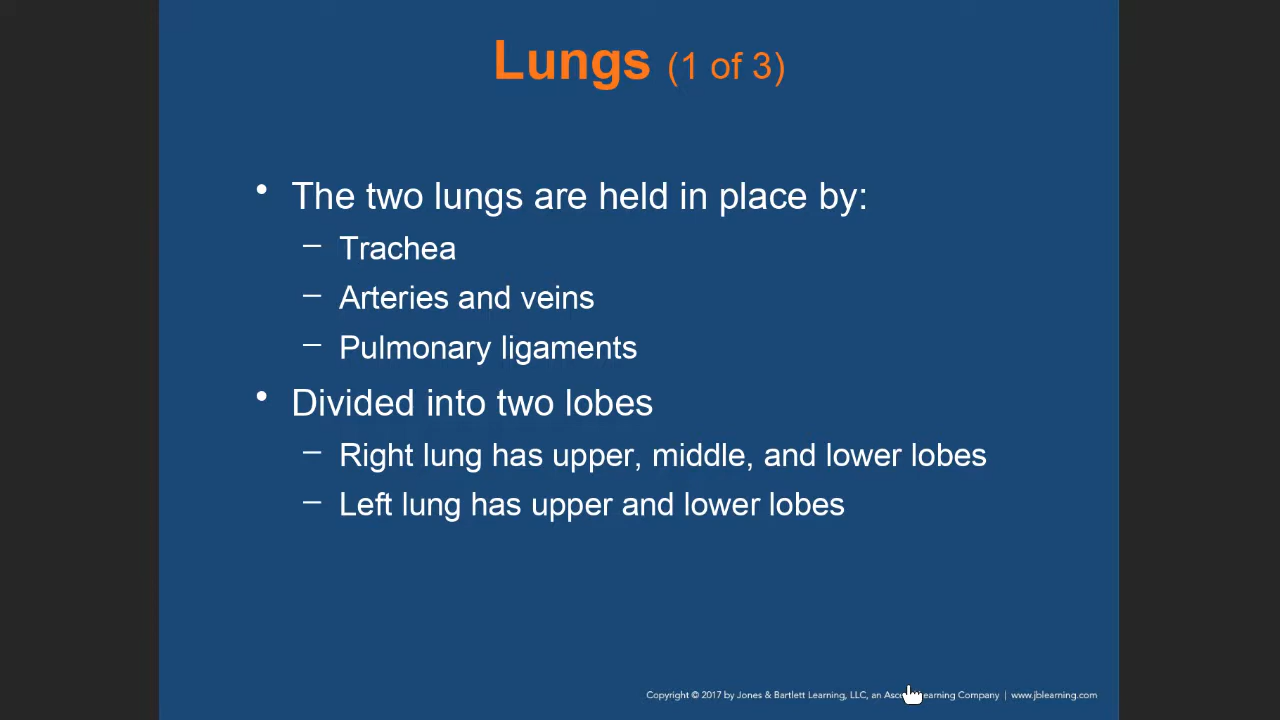 Lungs (1 of 3)
• The two lungs are held in place by:
– Trachea
– Arteries and veins
– Pulmonary ligaments
• Divided into two lobes
– Right lung has upper, middle, and lower lobes
– Left lung has upper and lower lobes
Copyright © 2017 by Jones & Bartlett Learning, LLC, an Learning Company | www.jblearning.com